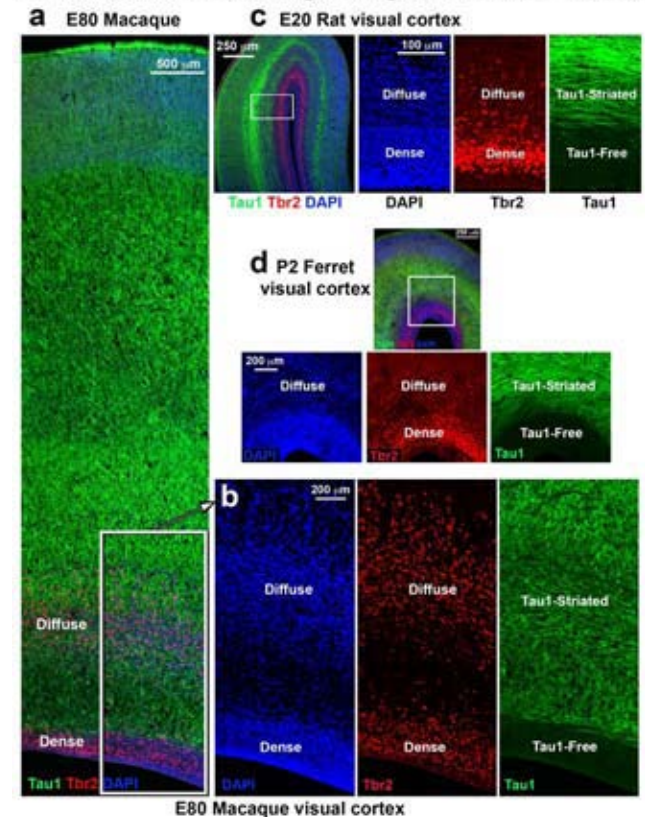 a E80 Macaque
500 μm
Diffuse
Dense
Tau1 Tbr2 DAPI
c E20 Rat visual cortex
250 μm
Tau1 Tbr2 DAPI
100 μm
Diffuse
Dense
DAPI
Diffuse
Dense
Tbr2
Tau1-Striated
Tau1-Free
Tau1
d P2 Ferret
visual cortex
200 μm
Diffuse
DAPI
Diffuse
Dense
Tbr2
Tau1-Striated
Tau1-Free
Tau1
b
200 μm
Diffuse
Dense
DAPI
Diffuse
Dense
Tbr2
Tau1-Striated
Tau1-Free
Tau1
E80 Macaque visual cortex